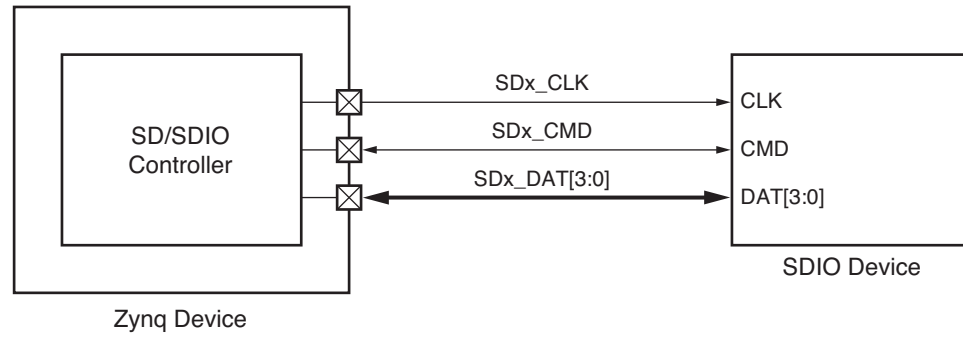 SD/SDIO
Controller
SDx_CLK
CLK
SDx_CMD
CMD
SDx_DAT[3:0]
DAT[3:0]
SDIO Device
Zynq Device